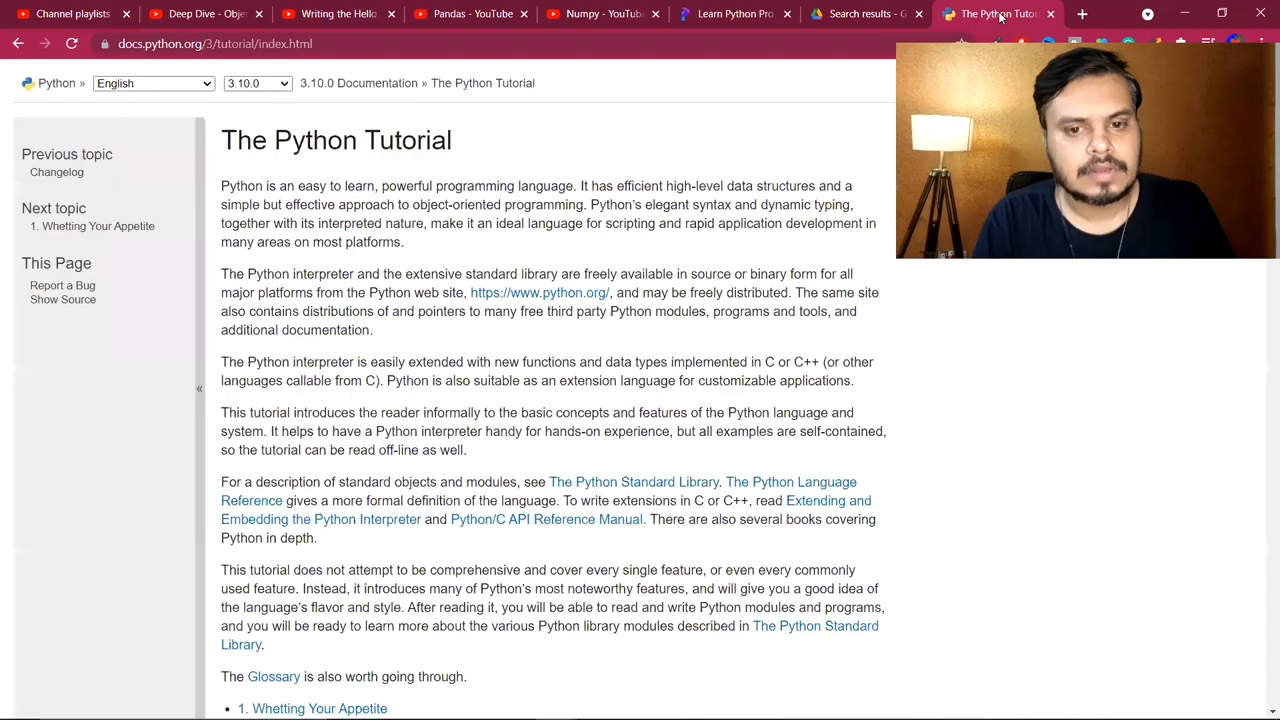 Channel playlists
Deep Dive - Obje
Writing the Hello
Pandas - YouTube
Numpy - YouTub
Learn Python Pro
Search results - G
The Python Tutor
docs.python.org/3/tutorial/index.html
Python » English 3.10.0 3.10.0 Documentation » The Python Tutorial
Previous topic
Changelog
Next topic
1. Whetting Your Appetite
This Page
Report a Bug
Show Source
«
The Python Tutorial
Python is an easy to learn, powerful programming language. It has efficient high-level data structures and a
simple but effective approach to object-oriented programming. Python's elegant syntax and dynamic typing,
together with its interpreted nature, make it an ideal language for scripting and rapid application development in
many areas on most platforms.
The Python interpreter and the extensive standard library are freely available in source or binary form for all
major platforms from the Python web site, https://www.python.org/, and may be freely distributed. The same site
also contains distributions of and pointers to many free third party Python modules, programs and tools, and
additional documentation.
The Python interpreter is easily extended with new functions and data types implemented in C or C++ (or other
languages callable from C). Python is also suitable as an extension language for customizable applications.
This tutorial introduces the reader informally to the basic concepts and features of the Python language and
system. It helps to have a Python interpreter handy for hands-on experience, but all examples are self-contained,
so the tutorial can be read off-line as well.
For a description of standard objects and modules, see The Python Standard Library. The Python Language
Reference gives a more formal definition of the language. To write extensions in C or C++, read Extending and
Embedding the Python Interpreter and Python/C API Reference Manual. There are also several books covering
Python in depth.
This tutorial does not attempt to be comprehensive and cover every single feature, or even every commonly
used feature. Instead, it introduces many of Python's most noteworthy features, and will give you a good idea of
the language's flavor and style. After reading it, you will be able to read and write Python modules and programs,
and you will be ready to learn more about the various Python library modules described in The Python Standard
Library.
The Glossary is also worth going through.
• 1. Whetting Your Appetite